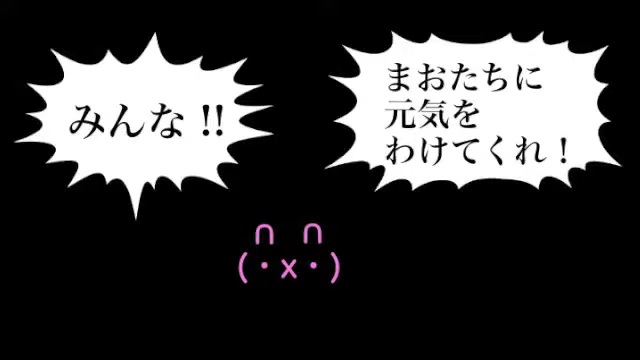 みんな!!
まおたちに
元気を
わけてくれ!
∩ ∩
(・x・)